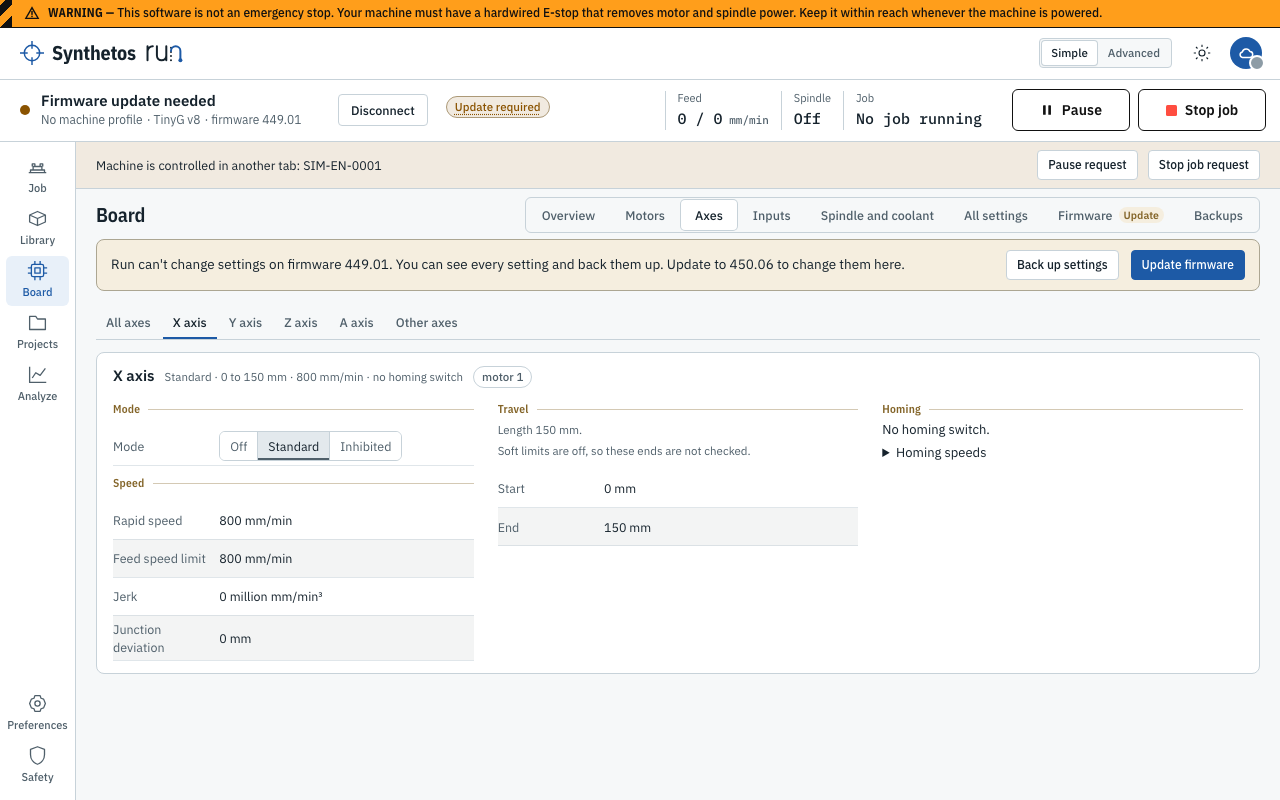 WARNING — This software is not an emergency stop. Your machine must have a hardwired E-stop that removes motor and spindle power. Keep it within reach whenever the machine is powered.
Synthetos run
Simple
Advanced
Firmware update needed
No machine profile · TinyG v8 · firmware 449.01
Disconnect
Update required
Feed
0 / 0 mm/min
Spindle
Off
Job
No job running
Pause
Stop job
Job
Library
Board
Projects
Analyze
Preferences
Safety
Machine is controlled in another tab: SIM-EN-0001
Pause request
Stop job request
Board
Overview
Motors
Axes
Inputs
Spindle and coolant
All settings
Firmware Update
Backups
Run can't change settings on firmware 449.01. You can see every setting and back them up. Update to 450.06 to change them here.
Back up settings
Update firmware
All axes
X axis
Y axis
Z axis
A axis
Other axes
X axis Standard · 0 to 150 mm · 800 mm/min · no homing switch motor 1
Mode
Mode
Off
Standard
Inhibited
Speed
Rapid speed 800 mm/min
Feed speed limit 800 mm/min
Jerk 0 million mm/min³
Junction
deviation
0 mm
Travel
Length 150 mm.
Soft limits are off, so these ends are not checked.
Start 0 mm
End 150 mm
Homing
No homing switch.
Homing speeds